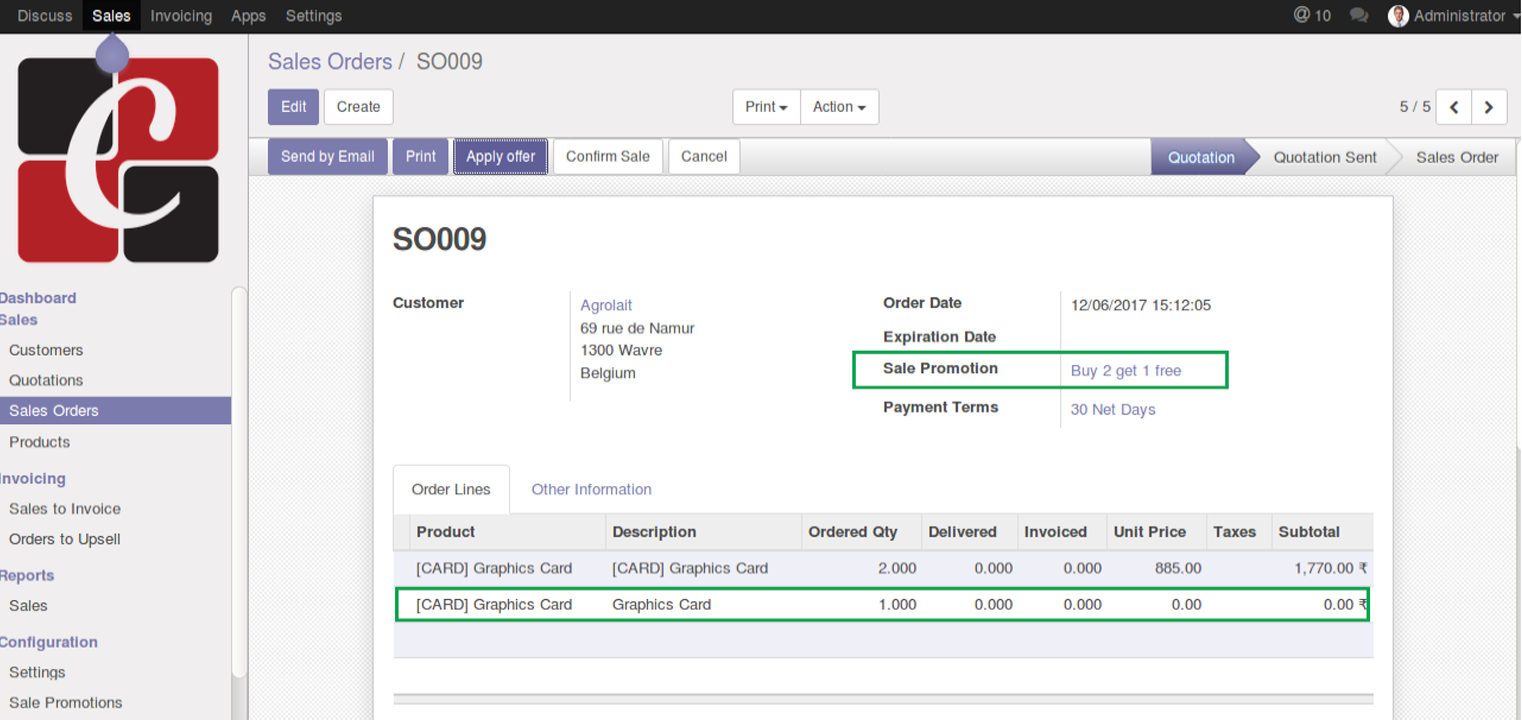 Discuss Sales Invoicing Apps Settings @ 10 Administrator
Sales Orders / SO009
Edit Create Print Action 5 / 5
Send by Email Print Apply offer Confirm Sale Cancel Quotation Quotation Sent Sales Order
C
Dashboard
Sales
Customers
Quotations
Sales Orders
Products
Invoicing
Sales to Invoice
Orders to Upsell
Reports
Sales
Configuration
Settings
Sale Promotions
SO009
Customer Agrolait
69 rue de Namur
1300 Wavre
Belgium
Order Date 12/06/2017 15:12:05
Expiration Date
Sale Promotion Buy 2 get 1 free
Payment Terms 30 Net Days
Order Lines Other Information
Product Description Ordered Qty Delivered Invoiced Unit Price Taxes Subtotal
[CARD] Graphics Card [CARD] Graphics Card 2.000 0.000 0.000 885.00 1,770.00 ₹
[CARD] Graphics Card Graphics Card 1.000 0.000 0.000 0.00 0.00 ₹